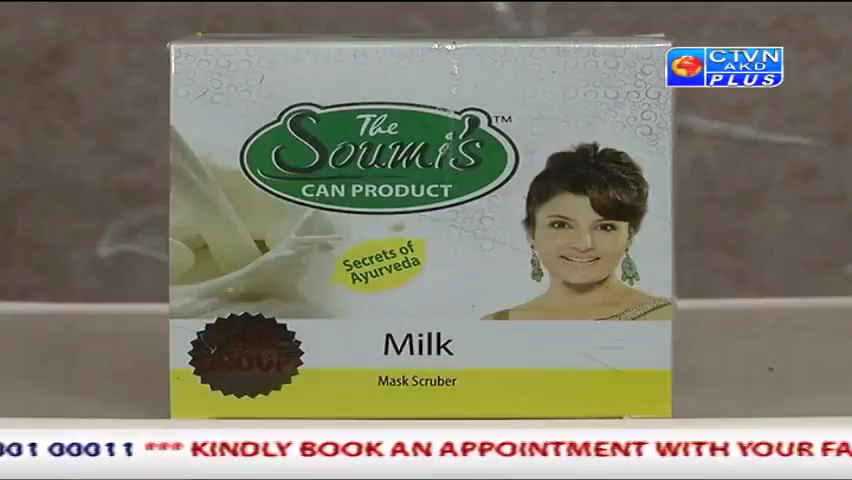 CTVN
AKD
PLUS
The
Soumi's
TM
CAN PRODUCT
Secrets of
Ayurveda
GROUP
Milk
Mask Scruber
001 00011 *** KINDLY BOOK AN APPOINTMENT WITH YOUR FA